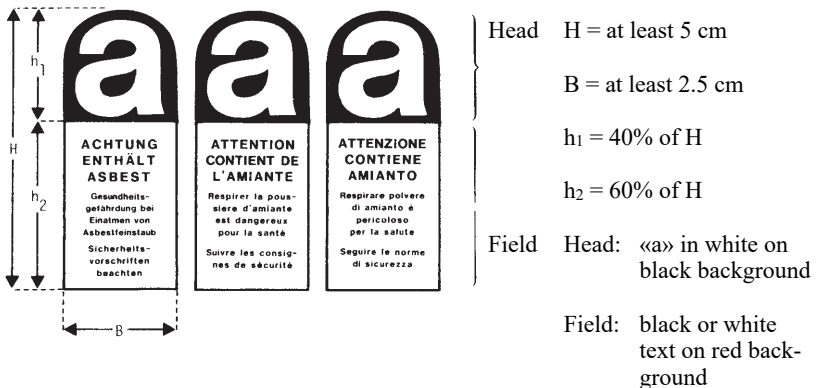 H
h1
h2
B
a
ACHTUNG
ENTHÄLT
ASBEST
Gesundheits-
gefährdung bei
Einatmen von
Asbestfeinstaub
Sicherheits-
vorschriften
beachten
a
ATTENTION
CONTIENT DE
L'AMIANTE
Respirer la pous-
sière d'amiante
est dangereux
pour la santé
Suivre les consig-
nes de sécurité
a
ATTENZIONE
CONTIENE
AMIANTO
Respirare polvere
di amianto è
pericoloso
per la salute
Seguire le norme
di sicurezza
Head H = at least 5 cm
B = at least 2.5 cm
h1 = 40% of H
h2 = 60% of H
Field Head: «a» in white on
black background
Field: black or white
text on red back-
ground